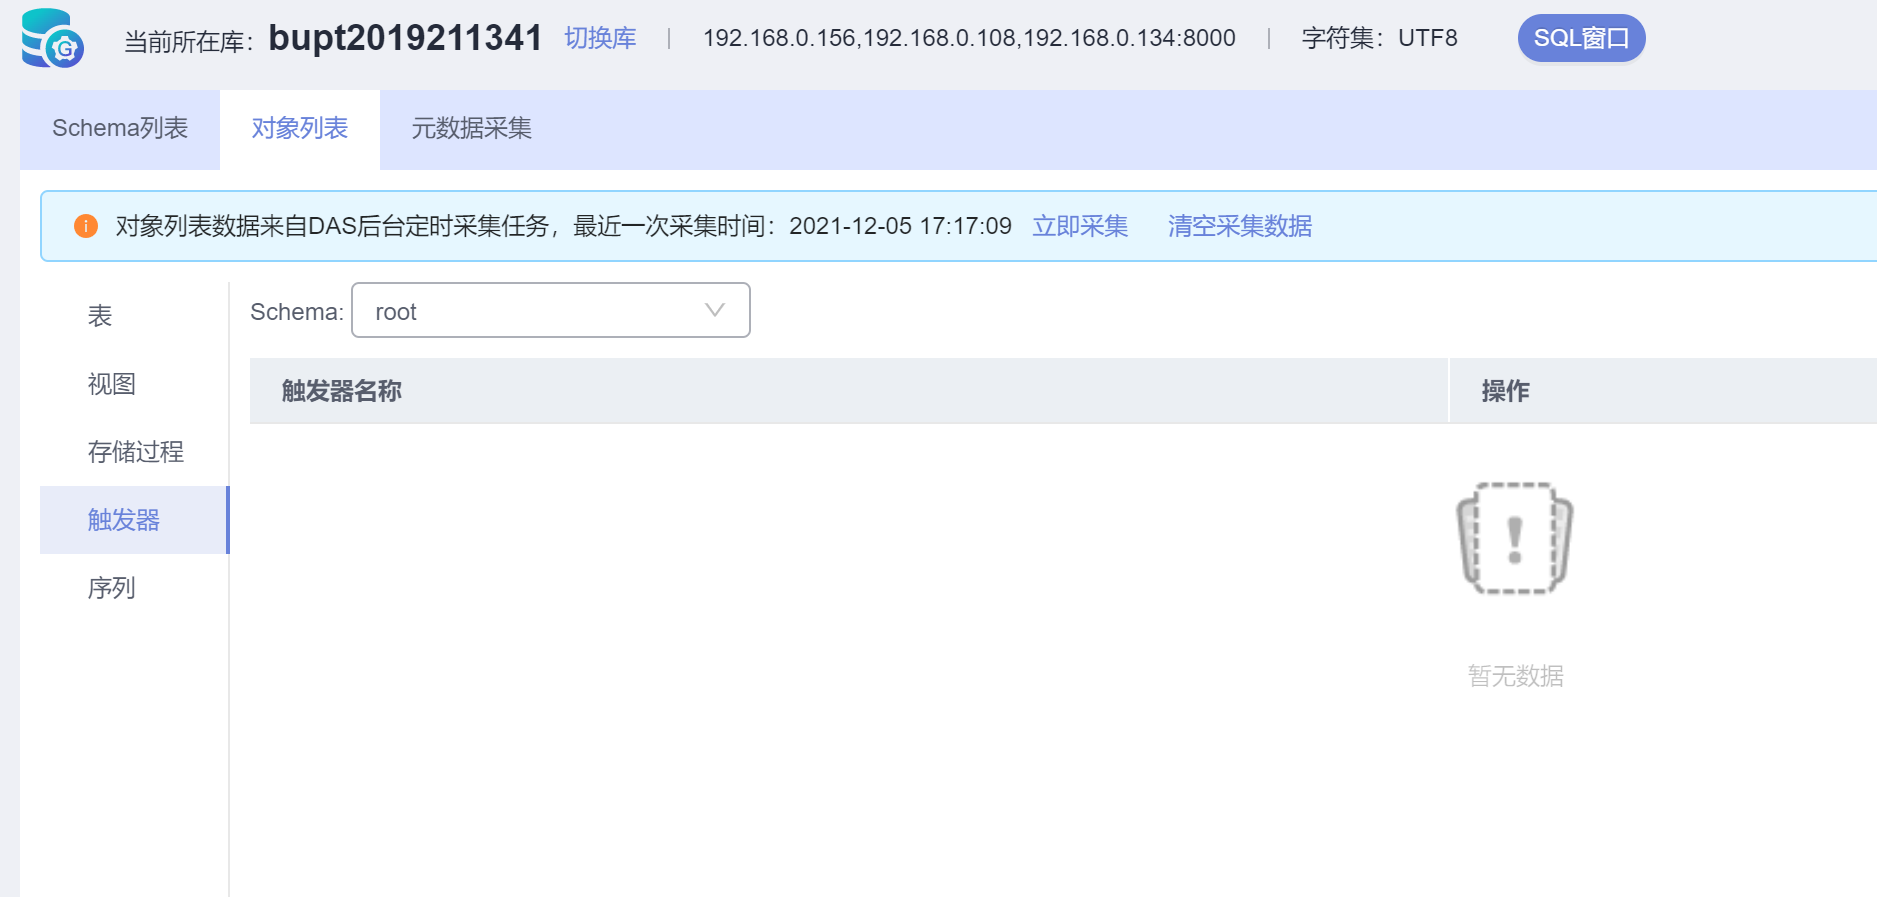 当前所在库：bupt2019211341 切换库 | 192.168.0.156,192.168.0.108,192.168.0.134:8000 | 字符集：UTF8 SQL窗口
Schema列表 对象列表 元数据采集
对象列表数据来自DAS后台定时采集任务，最近一次采集时间：2021-12-05 17:17:09 立即采集 清空采集数据
表
视图
存储过程
触发器
序列
Schema: root
触发器名称 操作
暂无数据